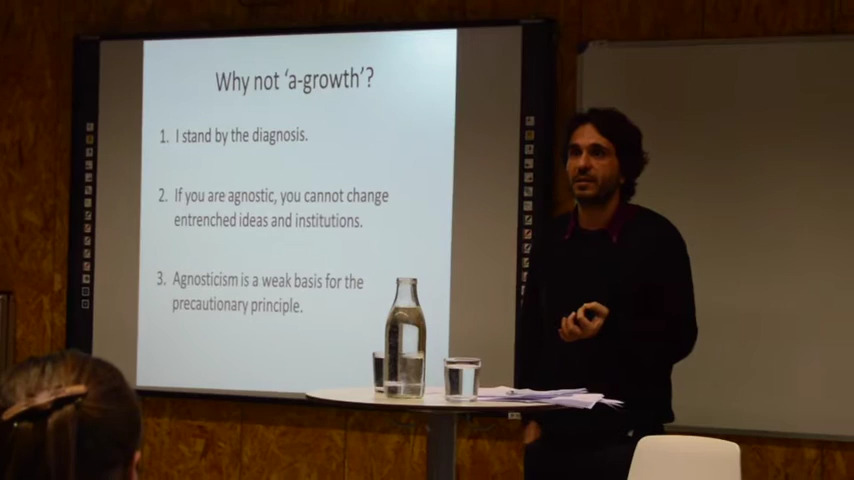 Why not ‘a-growth’?
1. I stand by the diagnosis.
2. If you are agnostic, you cannot change
entrenched ideas and institutions.
3. Agnosticism is a weak basis for the
precautionary principle.